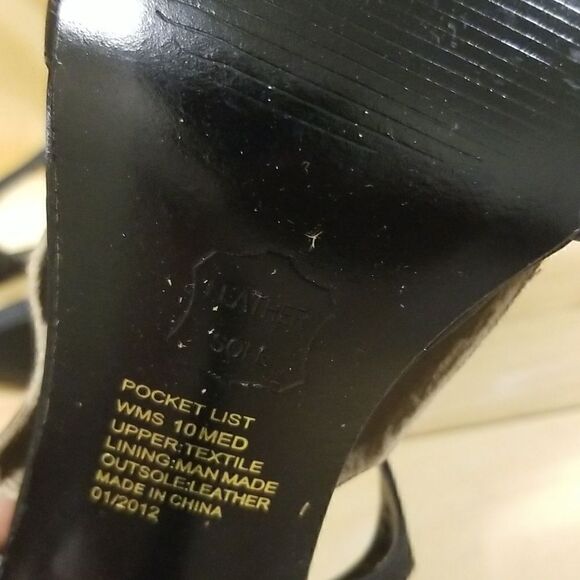 LEATHER
SOLE
POCKET LIST
WMS 10 MED
UPPER:TEXTILE
LINING:MAN MADE
OUTSOLE:LEATHER
MADE IN CHINA
01/2012